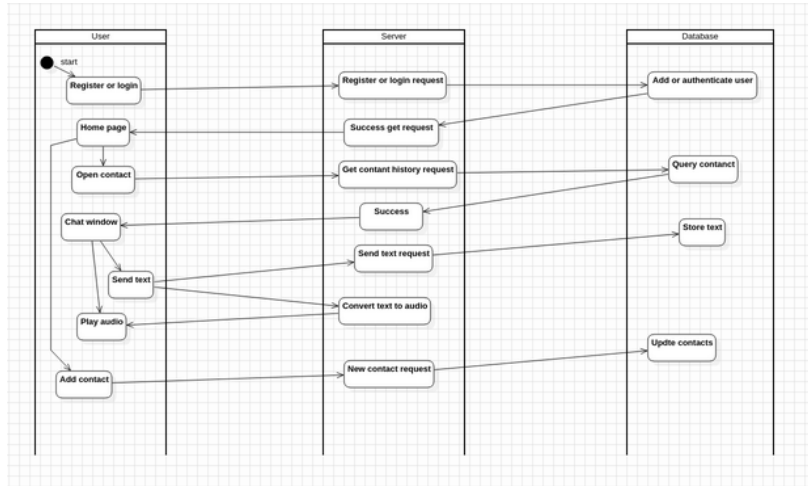 User
Server
Database
start
Register or login
Register or login request
Add or authenticate user
Home page
Success get request
Open contact
Get contant history request
Query contanct
Chat window
Success
Store text
Send text
Send text request
Play audio
Convert text to audio
Updte contacts
Add contact
New contact request